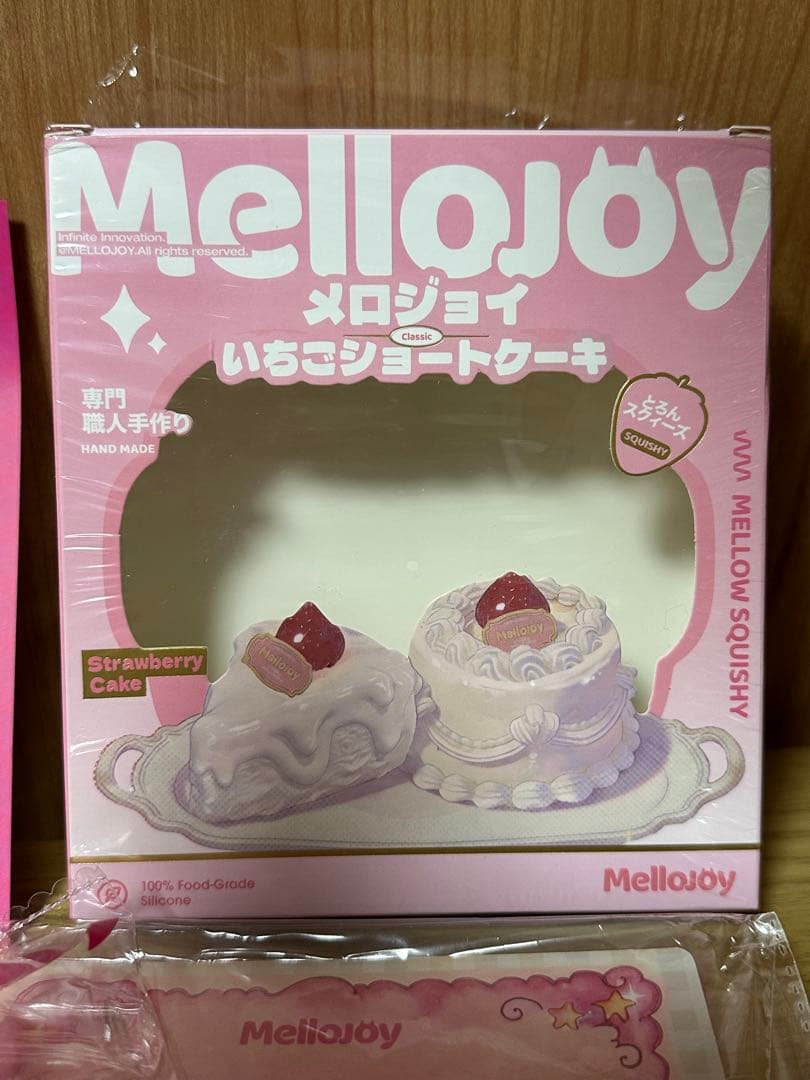 Mellojoy
Infinite Innovation.
©MELLOJOY.All rights reserved.
メロジョイ
Classic
いちごショートケーキ
専門
職人手作り
HAND MADE
とろん
スクィーズ
SQUISHY
MELLOW SQUISHY
Mellojoy
Mellojoy
Strawberry
Cake
100% Food-Grade
Silicone
Mellojoy
Mellojoy